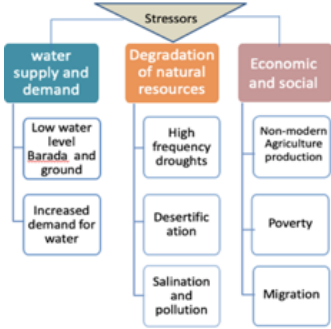 Stressors
water
supply and
demand
Low water
level
Barada and
ground
Increased
demand for
water
Degradation
of natural
resources
High
frequency
droughts
Desertific
ation
Salination
and
pollution
Economic
and social
Non-modern
Agriculture
production
Poverty
Migration